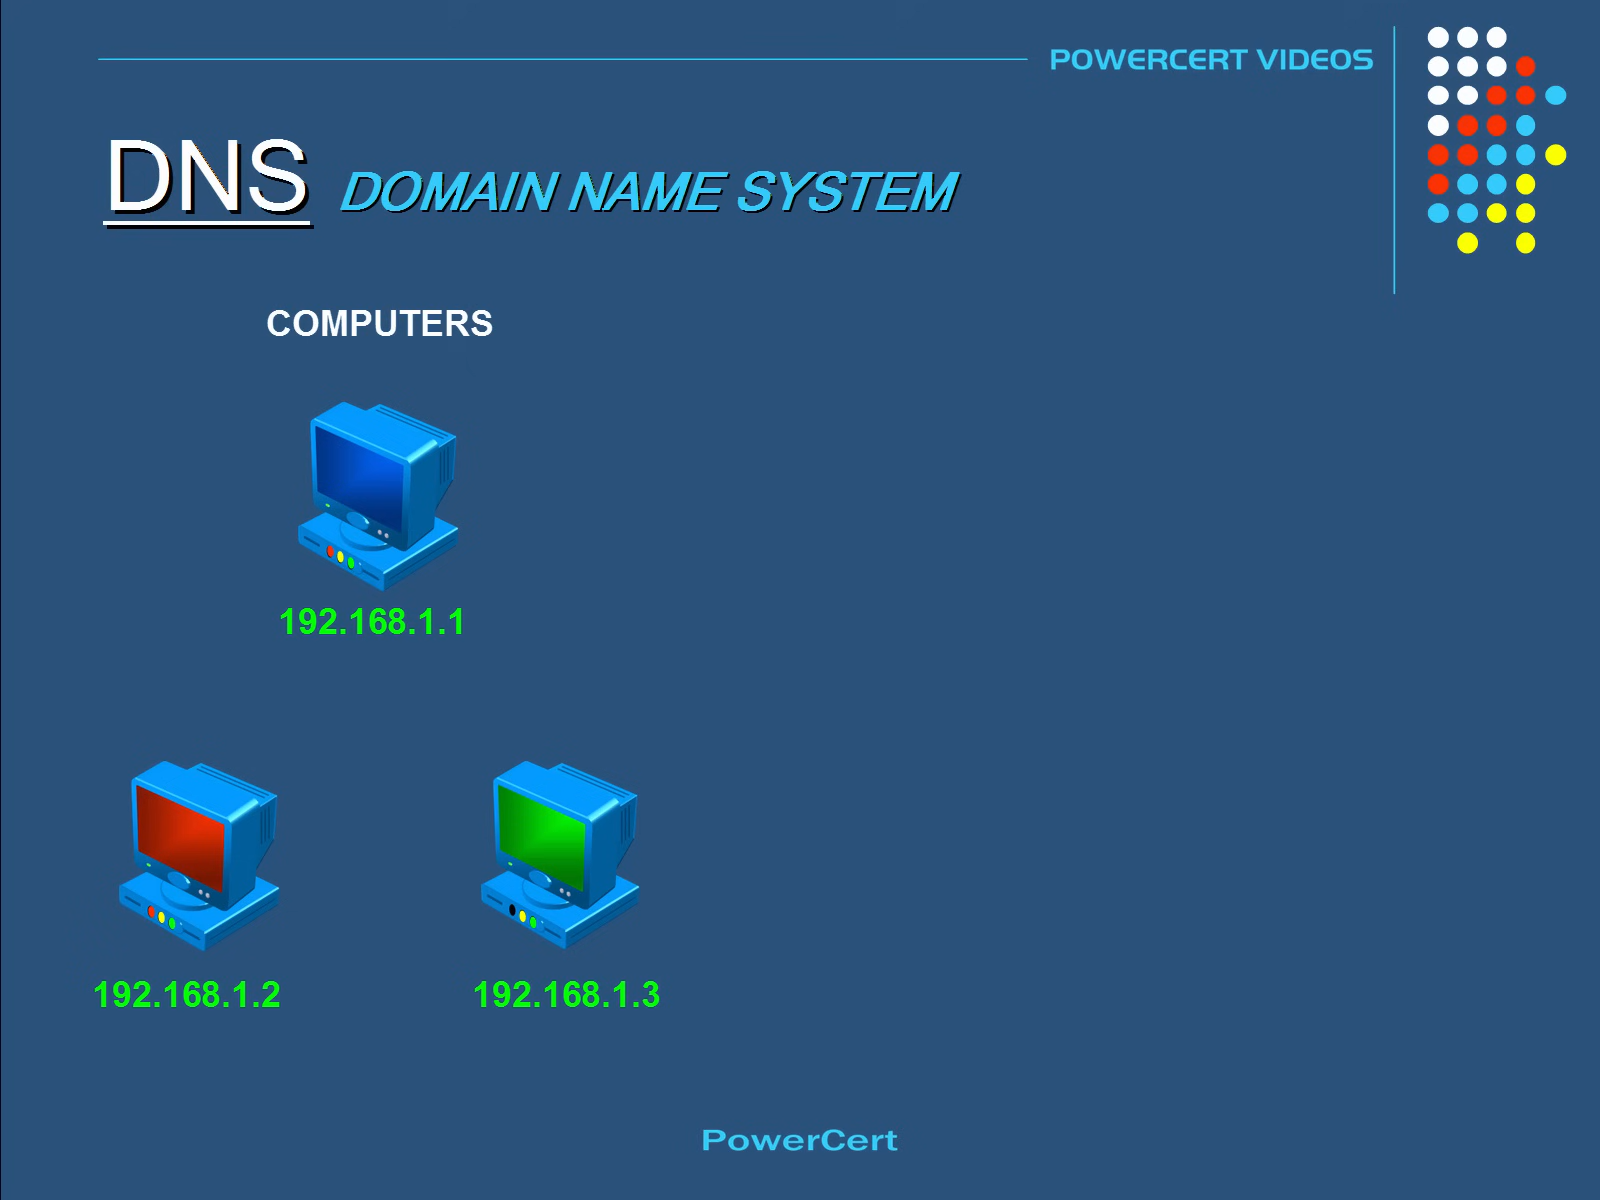 POWERCERT VIDEOS
DNS DOMAIN NAME SYSTEM
COMPUTERS
192.168.1.1
192.168.1.2 192.168.1.3
PowerCert